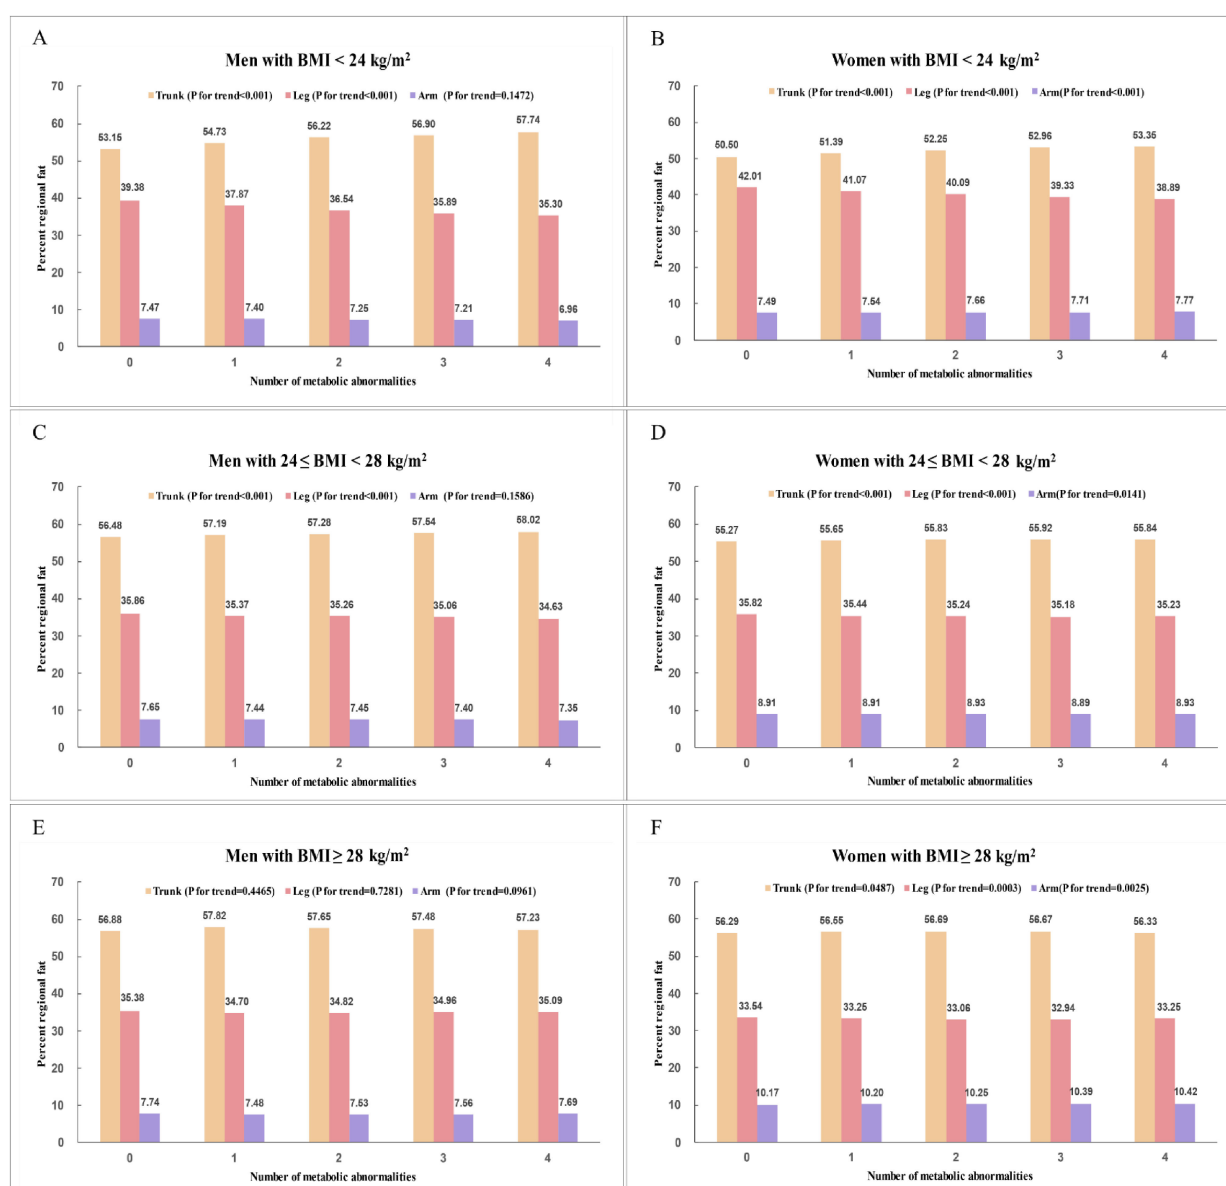 A
Men with BMI < 24 kg/m²
Trunk (P for trend<0.001) Leg (P for trend<0.001) Arm (P for trend=0.1472)
Percent regional fat
70
60
50
40
30
20
10
0
53.15 39.38 7.47
54.73 37.87 7.40
56.22 36.54 7.25
56.90 35.89 7.21
57.74 35.30 6.96
0 1 2 3 4
Number of metabolic abnormalities
B
Women with BMI < 24 kg/m²
Trunk (P for trend<0.001) Leg (P for trend<0.001) Arm(P for trend<0.001)
Percent regional fat
70
60
50
40
30
20
10
0
50.50 42.01 7.49
51.39 41.07 7.54
52.25 40.09 7.66
52.96 39.33 7.71
53.35 38.89 7.77
0 1 2 3 4
Number of metabolic abnormalities
C
Men with 24 ≤ BMI < 28 kg/m²
Trunk (P for trend<0.001) Leg (P for trend<0.001) Arm (P for trend=0.1586)
Percent regional fat
70
60
50
40
30
20
10
0
56.48 35.86 7.65
57.19 35.37 7.44
57.28 35.26 7.45
57.54 35.06 7.40
58.02 34.63 7.35
0 1 2 3 4
Number of metabolic abnormalities
D
Women with 24 ≤ BMI < 28 kg/m²
Trunk (P for trend<0.001) Leg (P for trend<0.001) Arm(P for trend=0.0141)
Percent regional fat
70
60
50
40
30
20
10
0
55.27 35.82 8.91
55.65 35.44 8.91
55.83 35.24 8.93
55.92 35.18 8.89
55.84 35.23 8.93
0 1 2 3 4
Number of metabolic abnormalities
E
Men with BMI ≥ 28 kg/m²
Trunk (P for trend=0.4465) Leg (P for trend=0.7281) Arm (P for trend=0.0961)
Percent regional fat
70
60
50
40
30
20
10
0
56.88 35.38 7.74
57.82 34.70 7.48
57.65 34.82 7.53
57.48 34.96 7.56
57.23 35.09 7.69
0 1 2 3 4
Number of metabolic abnormalities
F
Women with BMI ≥ 28 kg/m²
Trunk (P for trend=0.0487) Leg (P for trend=0.0003) Arm(P for trend=0.0025)
Percent regional fat
70
60
50
40
30
20
10
0
56.29 33.54 10.17
56.55 33.25 10.20
56.69 33.06 10.25
56.67 32.94 10.39
56.33 33.25 10.42
0 1 2 3 4
Number of metabolic abnormalities